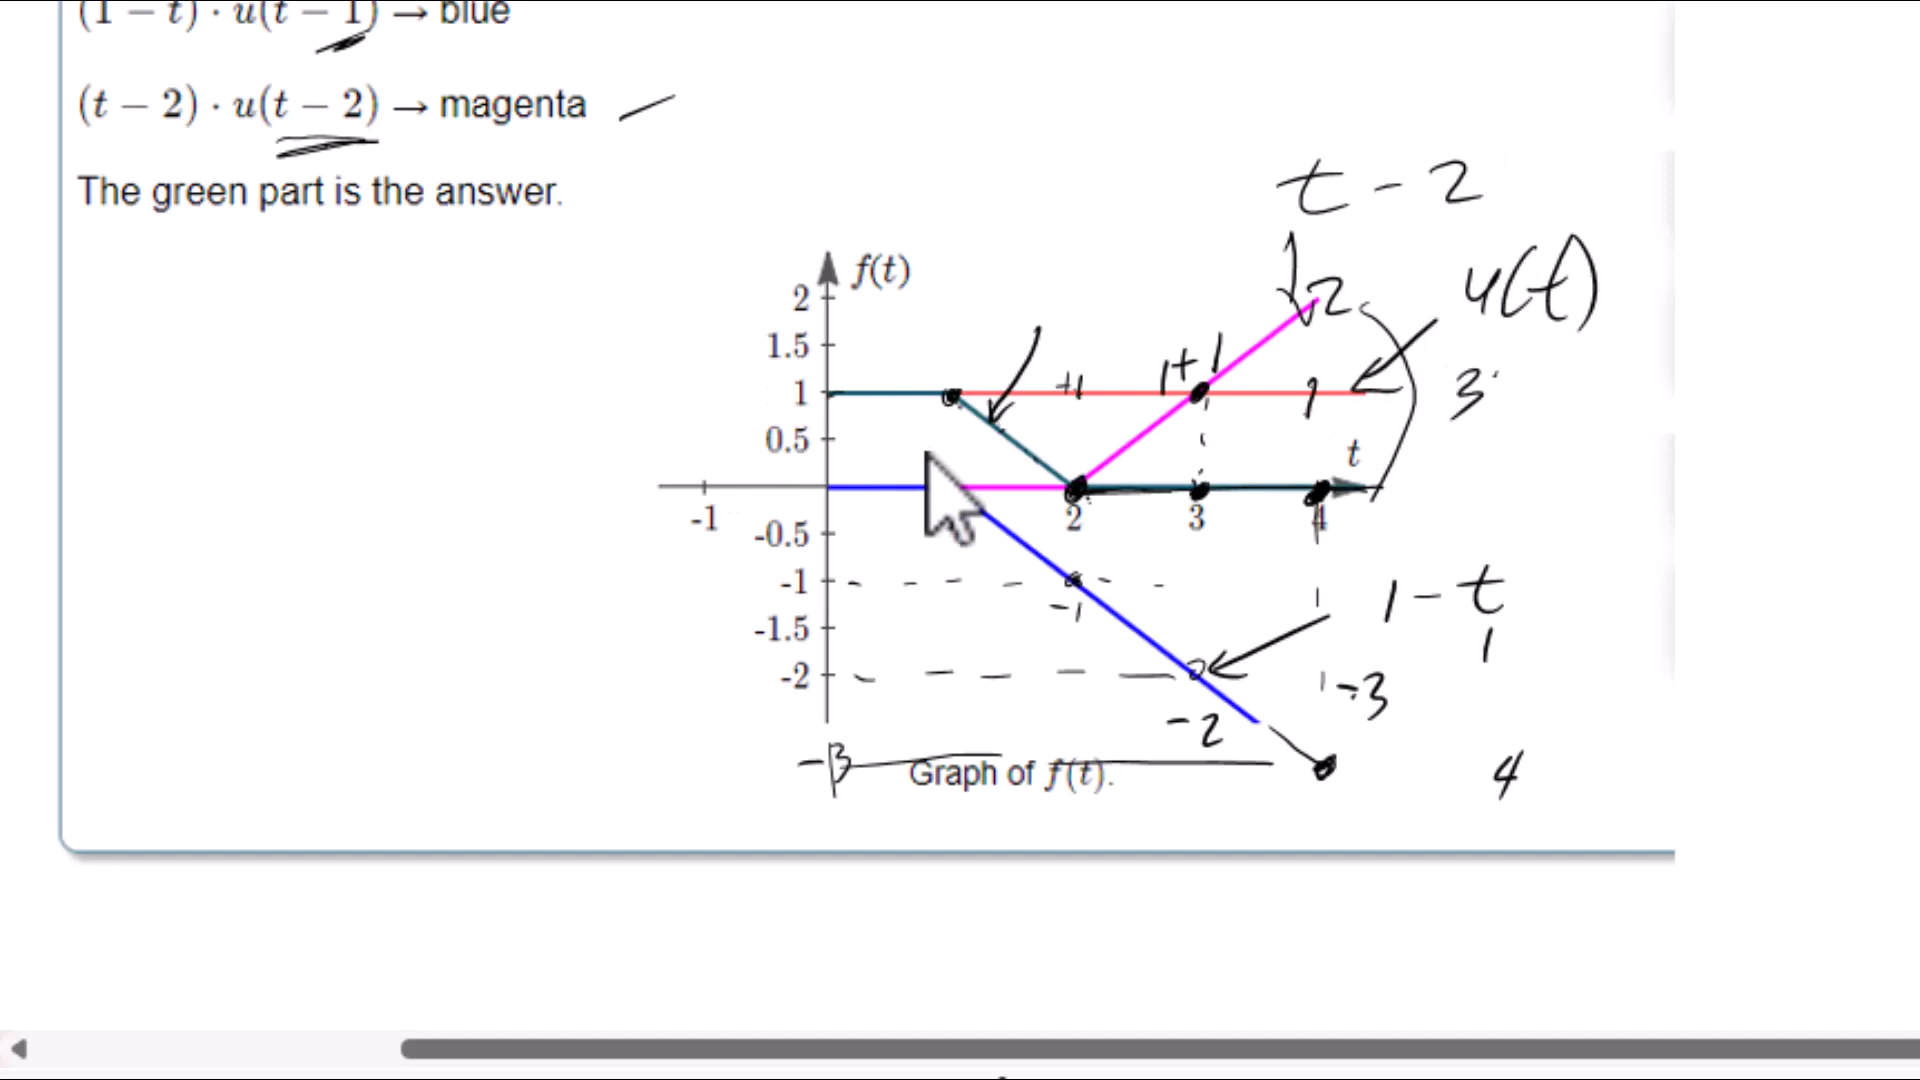 (1 − t) · u(t − 1) → blue
(t − 2) · u(t − 2) → magenta
The green part is the answer.
t - 2
f(t)
u(t)
2
2
1.5
1
+1
1+1
1
3
0.5
t
-1
2
3
4
-0.5
-1
-1
1 - t
1
-1.5
-2
-3
-2
-3
Graph of f(t).
4